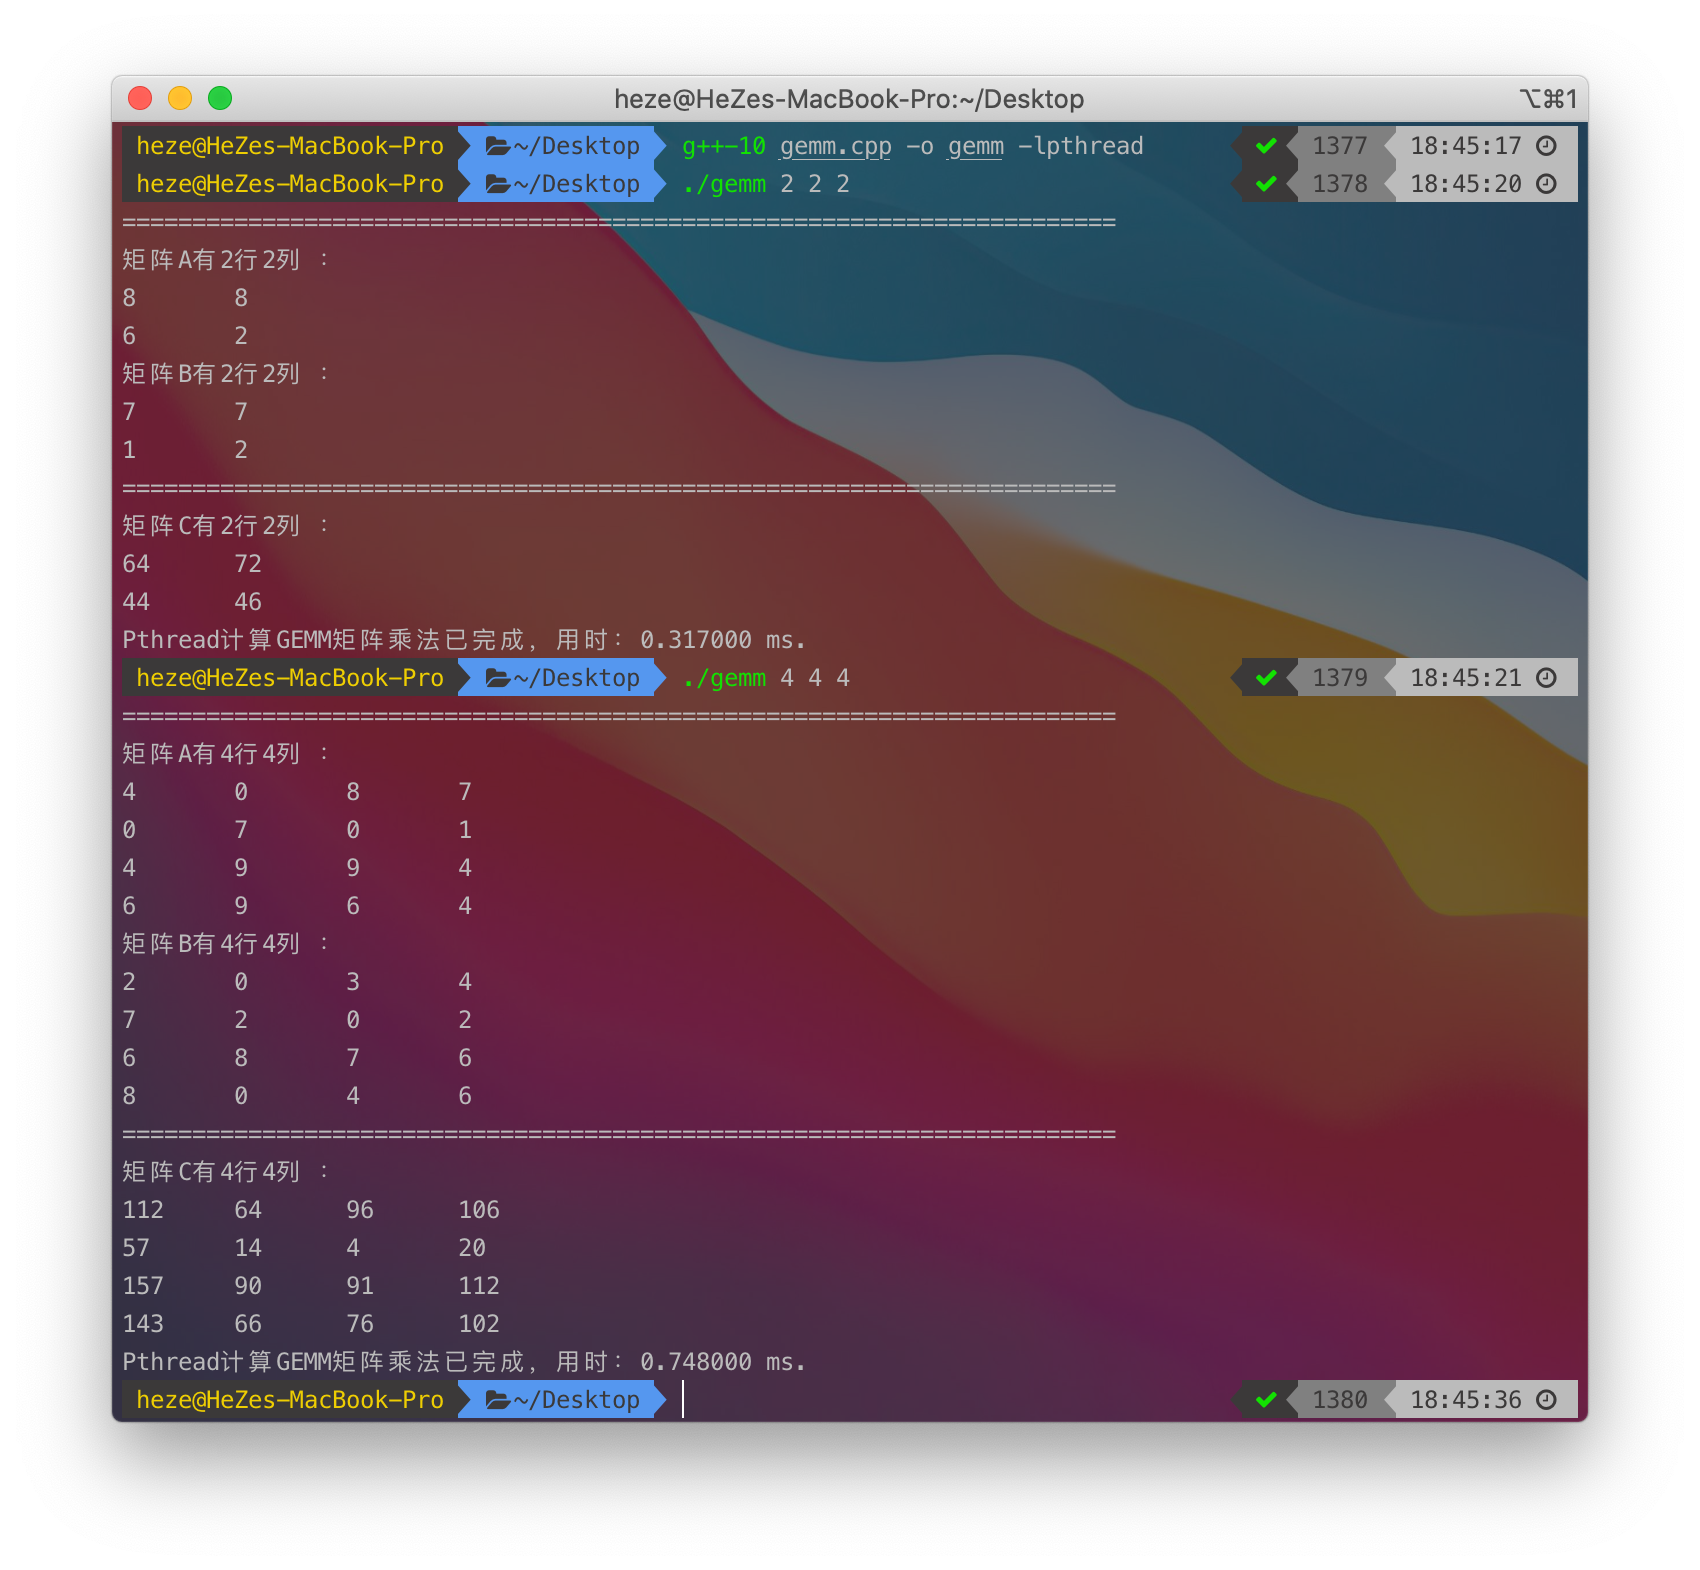 heze@HeZes-MacBook-Pro:~/Desktop ⌥⌘1
heze@HeZes-MacBook-Pro ~/Desktop g++-10 gemm.cpp -o gemm -lpthread ✔ 1377 18:45:17
heze@HeZes-MacBook-Pro ~/Desktop ./gemm 2 2 2 ✔ 1378 18:45:20
=======================================================================
矩阵A有2行2列 ：
8 8
6 2
矩阵B有2行2列 ：
7 7
1 2
=======================================================================
矩阵C有2行2列 ：
64 72
44 46
Pthread计算GEMM矩阵乘法已完成，用时：0.317000 ms.
heze@HeZes-MacBook-Pro ~/Desktop ./gemm 4 4 4 ✔ 1379 18:45:21
=======================================================================
矩阵A有4行4列 ：
4 0 8 7
0 7 0 1
4 9 9 4
6 9 6 4
矩阵B有4行4列 ：
2 0 3 4
7 2 0 2
6 8 7 6
8 0 4 6
=======================================================================
矩阵C有4行4列 ：
112 64 96 106
57 14 4 20
157 90 91 112
143 66 76 102
Pthread计算GEMM矩阵乘法已完成，用时：0.748000 ms.
heze@HeZes-MacBook-Pro ~/Desktop ✔ 1380 18:45:36